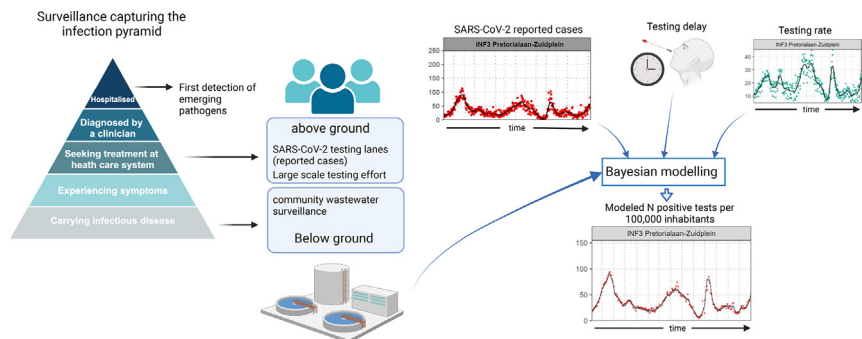 Surveillance capturing the
infection pyramid
Hospitalised
Diagnosed by
a clinician
Seeking treatment at
heath care system
Experiencing symptoms
Carrying infectious disease
First detection of
emerging
pathogens
above ground
SARS-CoV-2 testing lanes
(reported cases)
Large scale testing effort
community wastewater
surveillance
Below ground
SARS-CoV-2 reported cases
INF3 Pretorialaan-Zuidplein
250
200
150
100
50
0
time
Testing delay
Testing rate
INF3 Pretorialaan-Zuidplein
40
30
20
10
time
Bayesian modelling
Modeled N positive tests per
100,000 inhabitants
INF3 Pretorialaan-Zuidplein
150
100
50
0
time